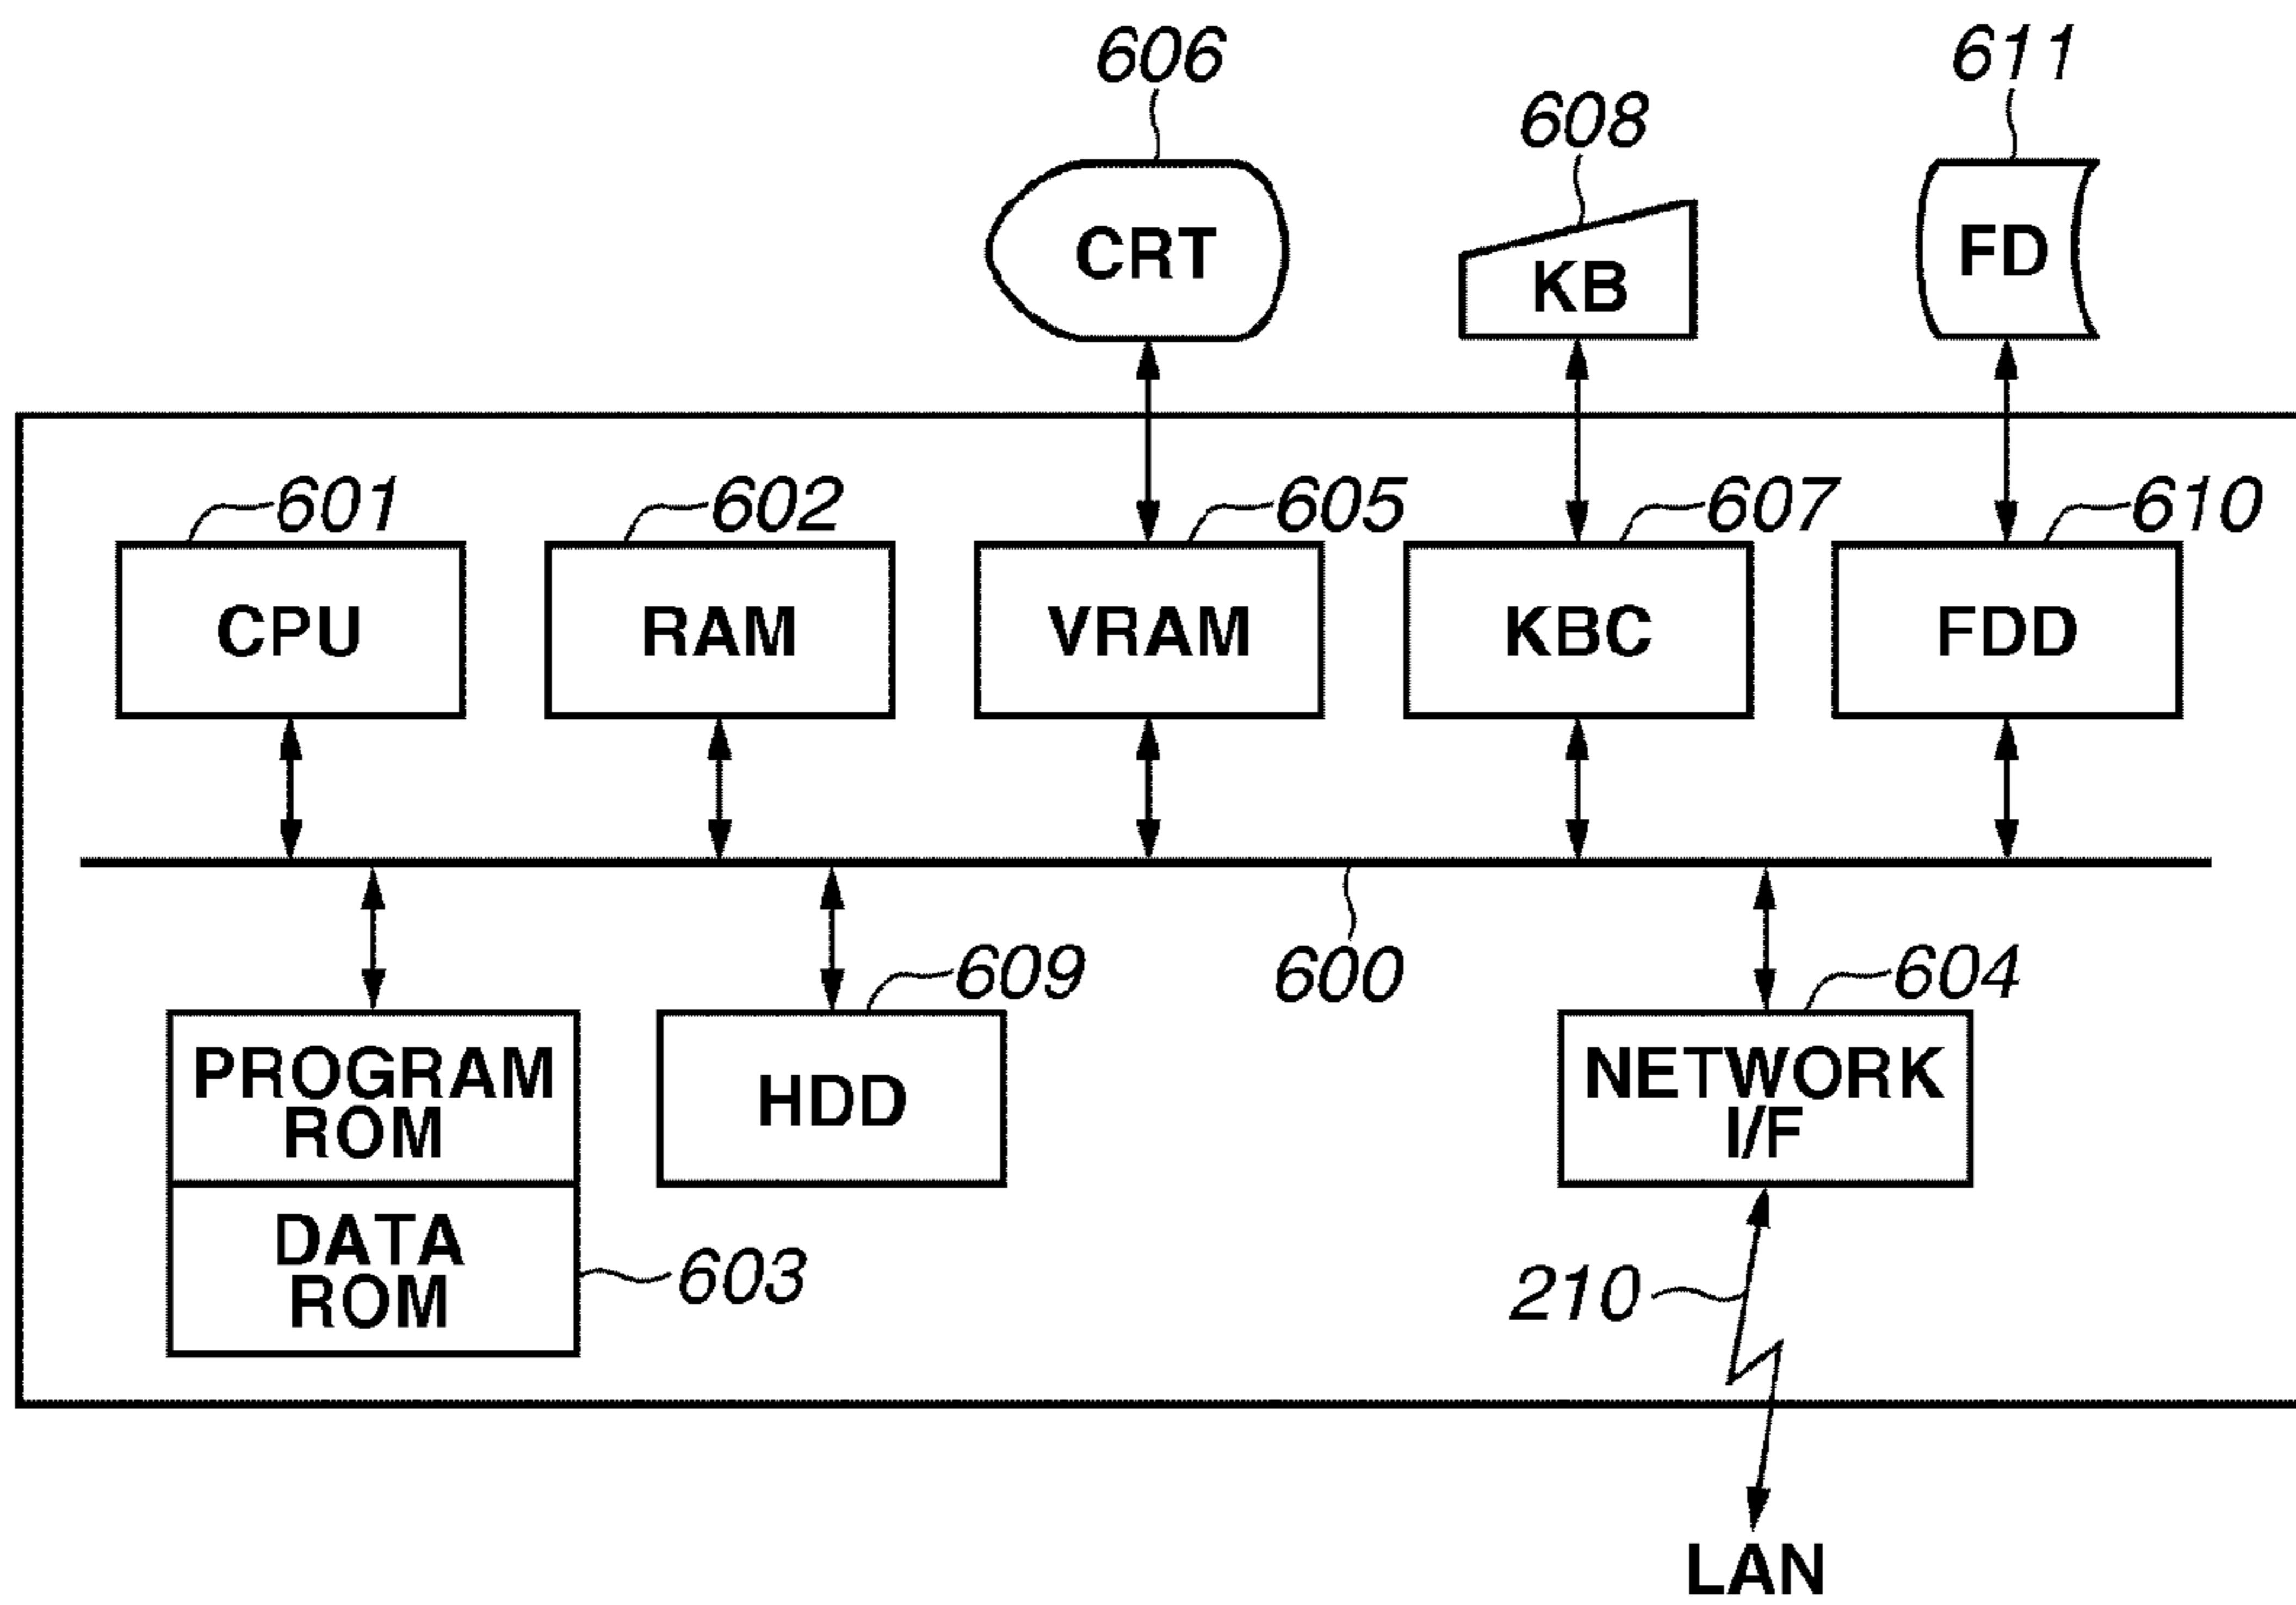 606
611
608
CRT
KB
FD
601
602
605
607
610
CPU
RAM
VRAM
KBC
FDD
609
600
604
PROGRAM
ROM
HDD
NETWORK
I/F
DATA
ROM
603
210
LAN